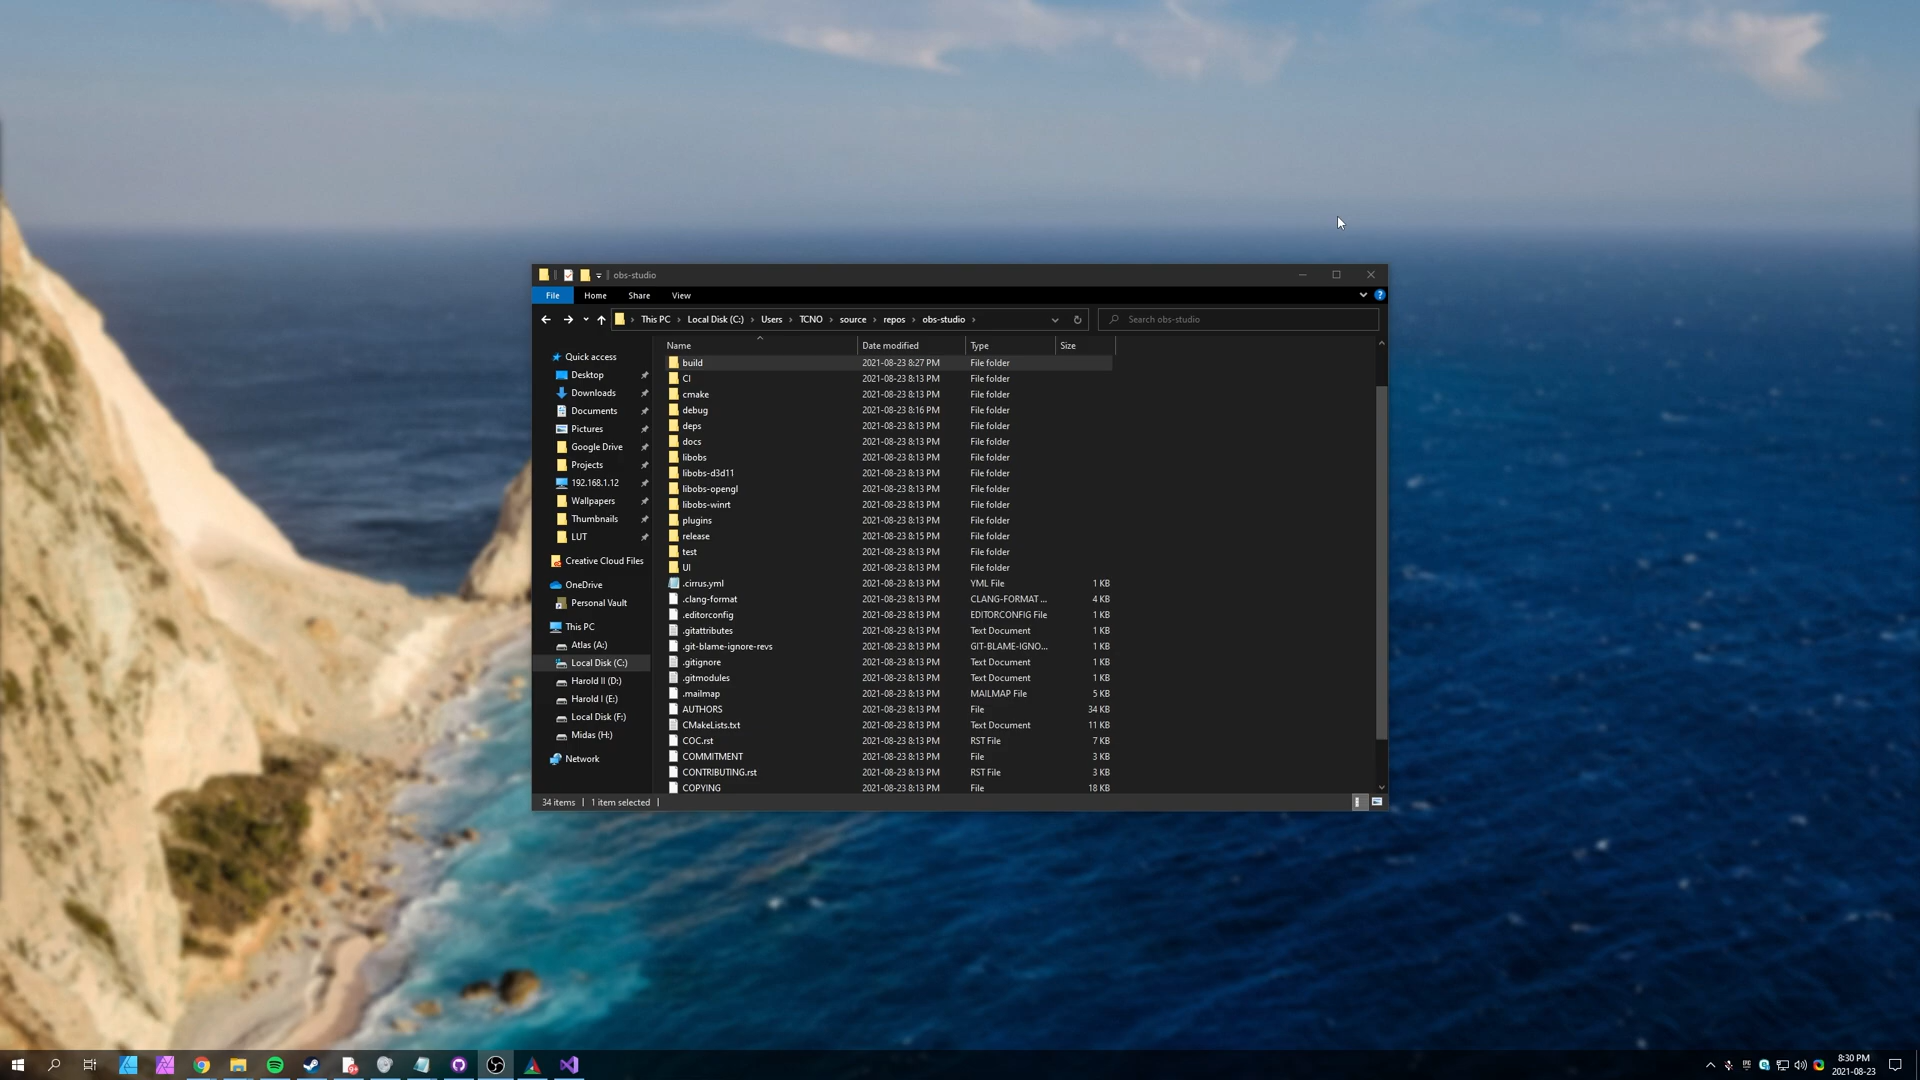 obs-studio
File Home Share View
This PC Local Disk (C:) Users TCNO source repos obs-studio Search obs-studio
Name Date modified Type Size
Quick access
Desktop
Downloads
Documents
Pictures
Google Drive
Projects
192.168.1.12
Wallpapers
Thumbnails
LUT
Creative Cloud Files
OneDrive
Personal Vault
This PC
Atlas (A:)
Local Disk (C:)
Harold II (D:)
Harold I (E:)
Local Disk (F:)
Midas (H:)
Network
build 2021-08-23 8:27 PM File folder
CI 2021-08-23 8:13 PM File folder
cmake 2021-08-23 8:13 PM File folder
debug 2021-08-23 8:16 PM File folder
deps 2021-08-23 8:13 PM File folder
docs 2021-08-23 8:13 PM File folder
libobs 2021-08-23 8:13 PM File folder
libobs-d3d11 2021-08-23 8:13 PM File folder
libobs-opengl 2021-08-23 8:13 PM File folder
libobs-winrt 2021-08-23 8:13 PM File folder
plugins 2021-08-23 8:13 PM File folder
release 2021-08-23 8:15 PM File folder
test 2021-08-23 8:13 PM File folder
UI 2021-08-23 8:13 PM File folder
.cirrus.yml 2021-08-23 8:13 PM YML File 1 KB
.clang-format 2021-08-23 8:13 PM CLANG-FORMAT ... 4 KB
.editorconfig 2021-08-23 8:13 PM EDITORCONFIG File 1 KB
.gitattributes 2021-08-23 8:13 PM Text Document 1 KB
.git-blame-ignore-revs 2021-08-23 8:13 PM GIT-BLAME-IGNO... 1 KB
.gitignore 2021-08-23 8:13 PM Text Document 1 KB
.gitmodules 2021-08-23 8:13 PM Text Document 1 KB
.mailmap 2021-08-23 8:13 PM MAILMAP File 5 KB
AUTHORS 2021-08-23 8:13 PM File 34 KB
CMakeLists.txt 2021-08-23 8:13 PM Text Document 11 KB
COC.rst 2021-08-23 8:13 PM RST File 7 KB
COMMITMENT 2021-08-23 8:13 PM File 3 KB
CONTRIBUTING.rst 2021-08-23 8:13 PM RST File 3 KB
COPYING 2021-08-23 8:13 PM File 18 KB
34 items 1 item selected
8:30 PM
2021-08-23